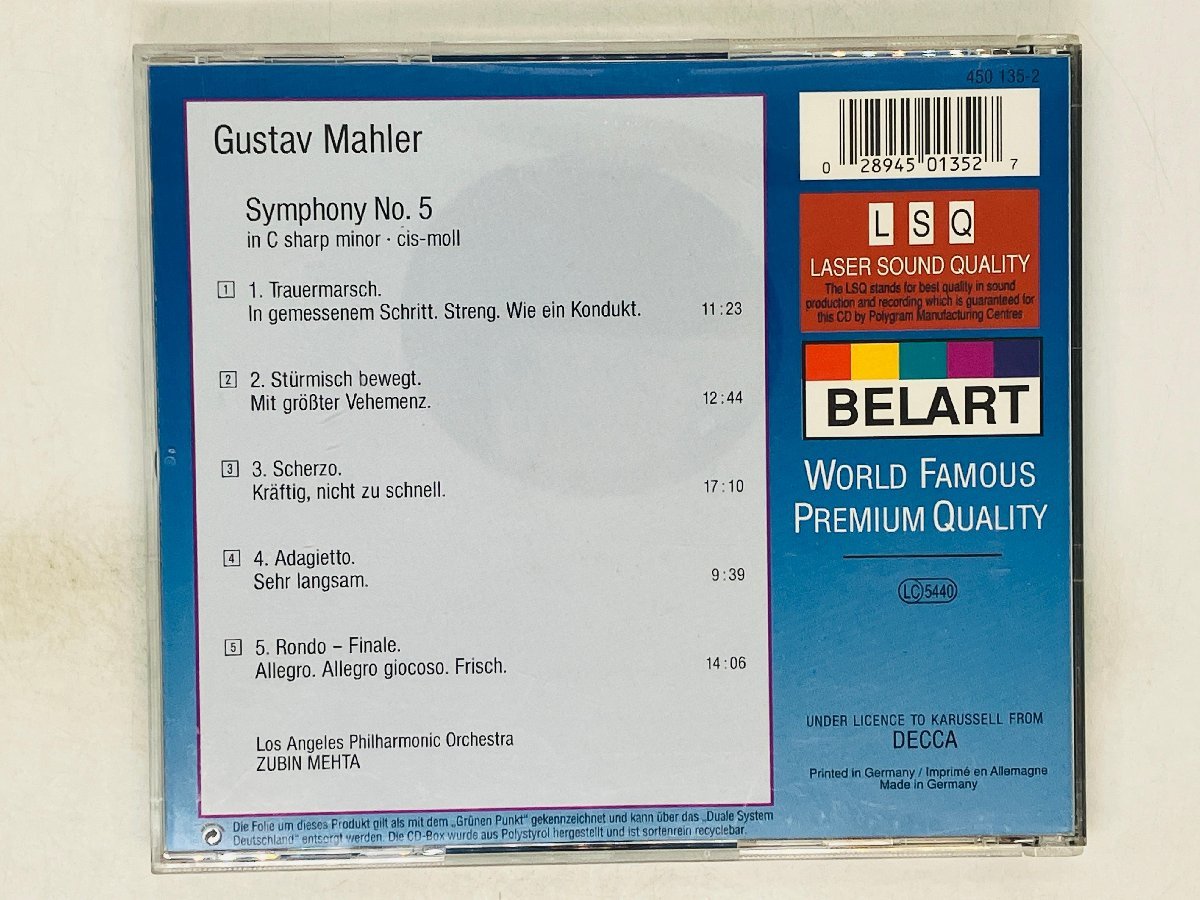 450 135-2
Gustav Mahler
Symphony No. 5
in C sharp minor · cis-moll
1 1. Trauermarsch.
In gemessenem Schritt. Streng. Wie ein Kondukt. 11:23
2 2. Stürmisch bewegt.
Mit größter Vehemenz. 12:44
3 3. Scherzo.
Kräftig, nicht zu schnell. 17:10
4 4. Adagietto.
Sehr langsam. 9:39
5 5. Rondo – Finale.
Allegro. Allegro giocoso. Frisch. 14:06
Los Angeles Philharmonic Orchestra
ZUBIN MEHTA
0 28945 01352 7
L S Q
LASER SOUND QUALITY
The LSQ stands for best quality in sound
production and recording which is guaranteed for
this CD by Polygram Manufacturing Centres
BELART
WORLD FAMOUS
PREMIUM QUALITY
LC 5440
UNDER LICENCE TO KARUSSELL FROM
DECCA
Printed in Germany / Imprimé en Allemagne
Made in Germany
Die Folie um dieses Produkt gilt als mit dem „Grünen Punkt" gekennzeichnet und kann über das „Duale System
Deutschland" entsorgt werden. Die CD-Box wurde aus Polystyrol hergestellt und ist sortenrein recyclebar.